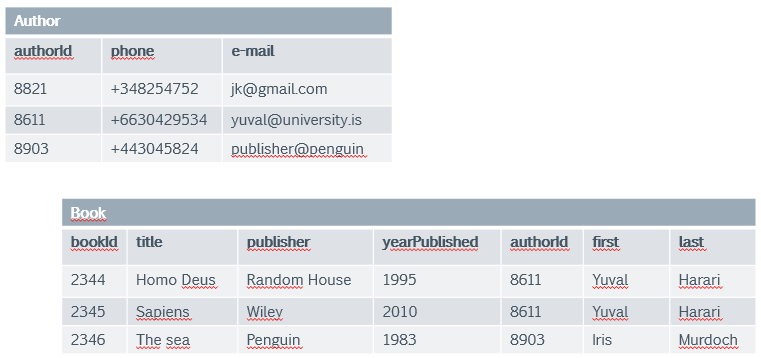 Author
authorId phone e-mail
8821 +348254752 jk@gmail.com
8611 +6630429534 yuval@university.is
8903 +443045824 publisher@penguin
Book
bookId title publisher yearPublished authorId first last
2344 Homo Deus Random House 1995 8611 Yuval Harari
2345 Sapiens Wiley 2010 8611 Yuval Harari
2346 The sea Penguin 1983 8903 Iris Murdoch